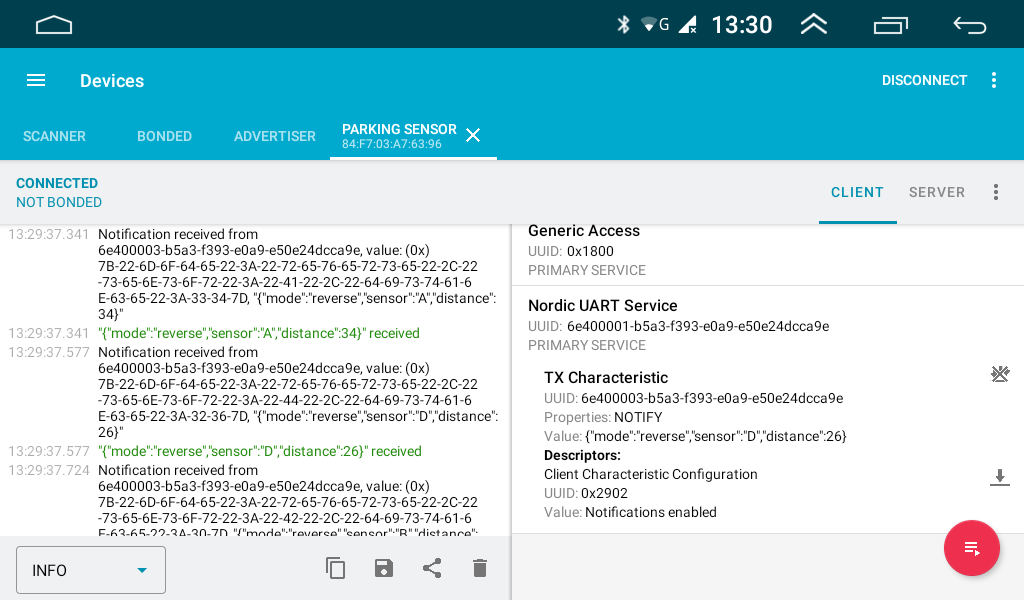 G 13:30
Devices
DISCONNECT
SCANNER
BONDED
ADVERTISER
PARKING SENSOR
84:F7:03:A7:63:96
CONNECTED
NOT BONDED
CLIENT
SERVER
13:29:37.341 Notification received from
6e400003-b5a3-f393-e0a9-e50e24dcca9e, value: (0x)
7B-22-6D-6F-64-65-22-3A-22-72-65-76-65-72-73-65-22-2C-22
-73-65-6E-73-6F-72-22-3A-22-41-22-2C-22-64-69-73-74-61-6
E-63-65-22-3A-33-34-7D, "{"mode":"reverse","sensor":"A","distance":
34}"
13:29:37.341 "{"mode":"reverse","sensor":"A","distance":34}" received
13:29:37.577 Notification received from
6e400003-b5a3-f393-e0a9-e50e24dcca9e, value: (0x)
7B-22-6D-6F-64-65-22-3A-22-72-65-76-65-72-73-65-22-2C-22
-73-65-6E-73-6F-72-22-3A-22-44-22-2C-22-64-69-73-74-61-6
E-63-65-22-3A-32-36-7D, "{"mode":"reverse","sensor":"D","distance":
26}"
13:29:37.577 "{"mode":"reverse","sensor":"D","distance":26}" received
13:29:37.724 Notification received from
6e400003-b5a3-f393-e0a9-e50e24dcca9e, value: (0x)
7B-22-6D-6F-64-65-22-3A-22-72-65-76-65-72-73-65-22-2C-22
-73-65-6E-73-6F-72-22-3A-22-42-22-2C-22-64-69-73-74-61-6
E-63-65-22-3A-30-7D, "{"mode":"reverse","sensor":"B","distance":
INFO
Generic Access
UUID: 0x1800
PRIMARY SERVICE
Nordic UART Service
UUID: 6e400001-b5a3-f393-e0a9-e50e24dcca9e
PRIMARY SERVICE
TX Characteristic
UUID: 6e400003-b5a3-f393-e0a9-e50e24dcca9e
Properties: NOTIFY
Value: {"mode":"reverse","sensor":"D","distance":26}
Descriptors:
Client Characteristic Configuration
UUID: 0x2902
Value: Notifications enabled